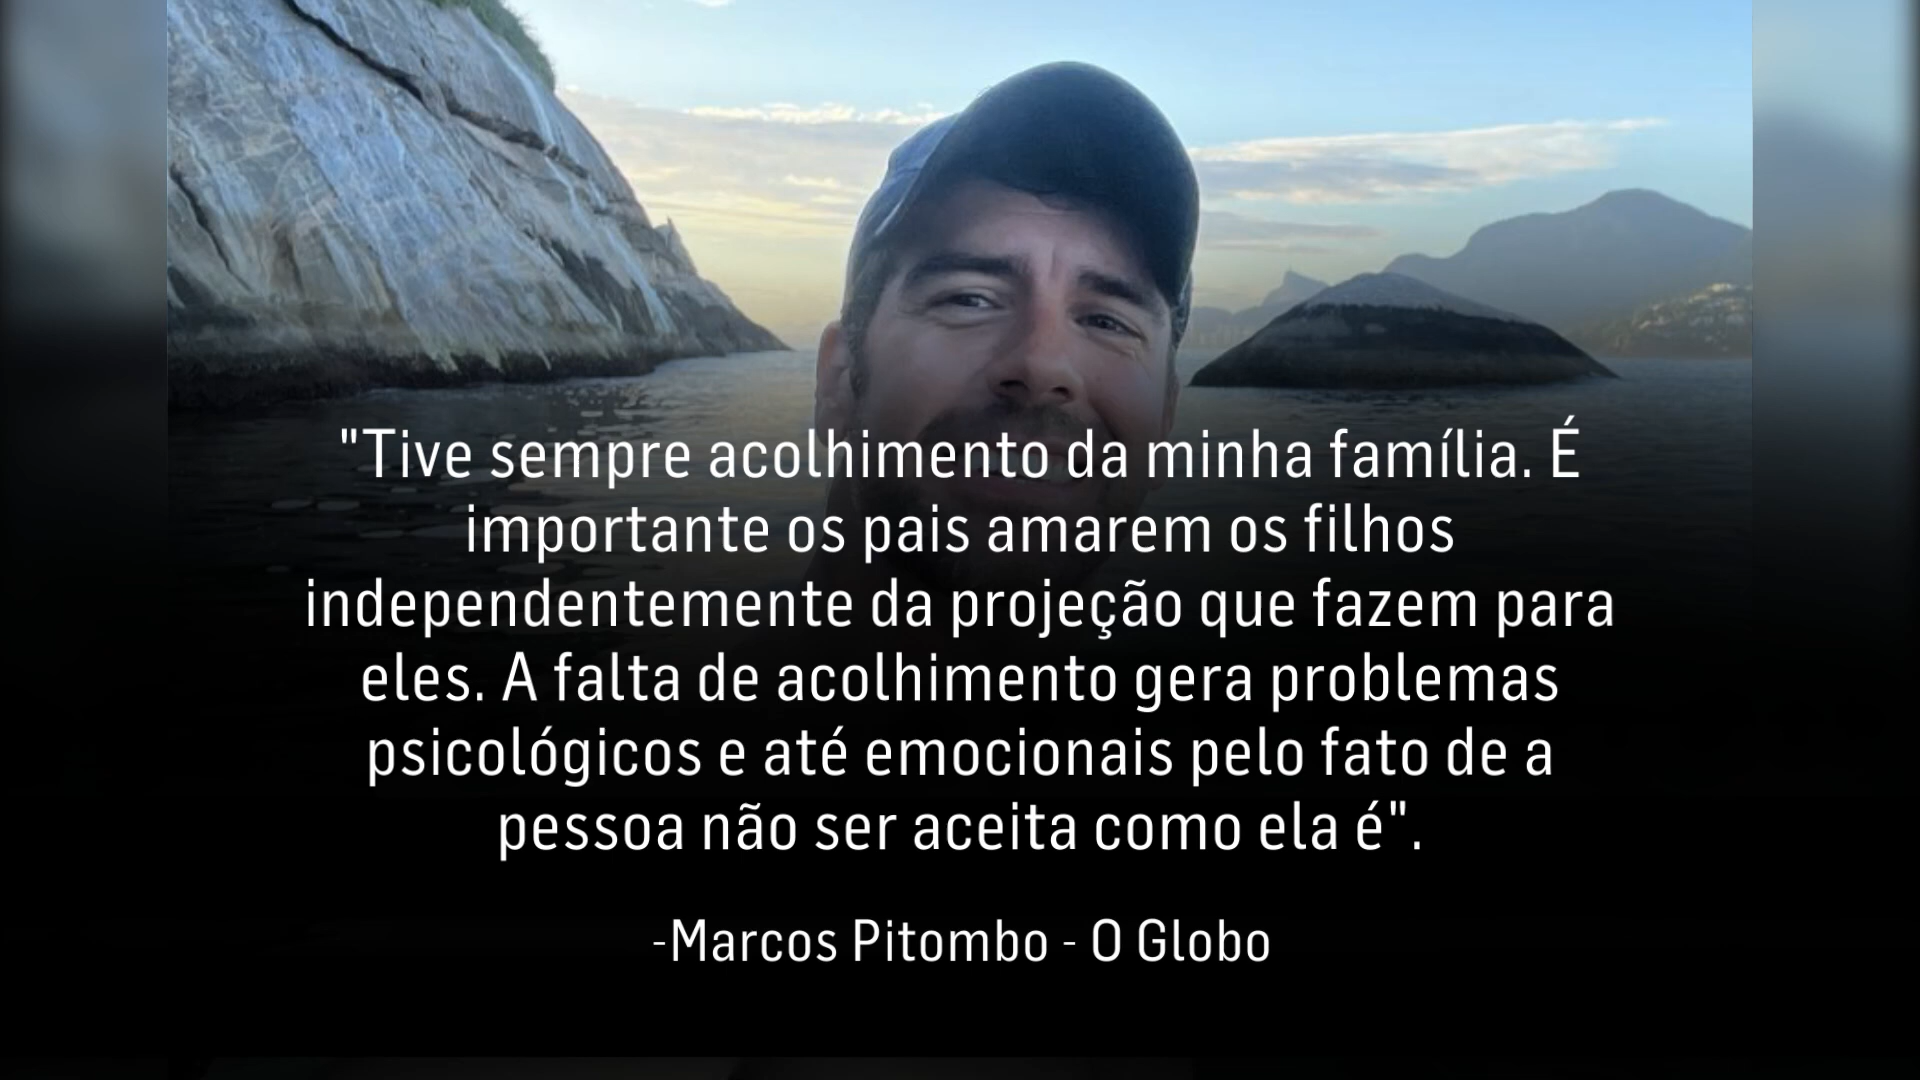 "Tive sempre acolhimento da minha família. É
importante os pais amarem os filhos
independentemente da projeção que fazem para
eles. A falta de acolhimento gera problemas
psicológicos e até emocionais pelo fato de a
pessoa não ser aceita como ela é".
-Marcos Pitombo - O Globo